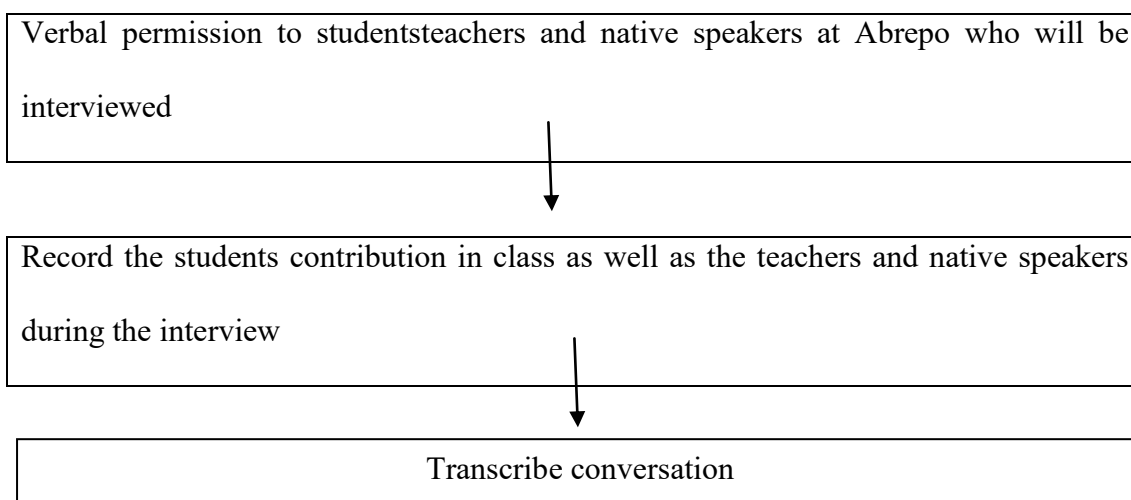 Verbal permission to studentsteachers and native speakers at Abrepo who will be
interviewed
Record the students contribution in class as well as the teachers and native speakers
during the interview
Transcribe conversation